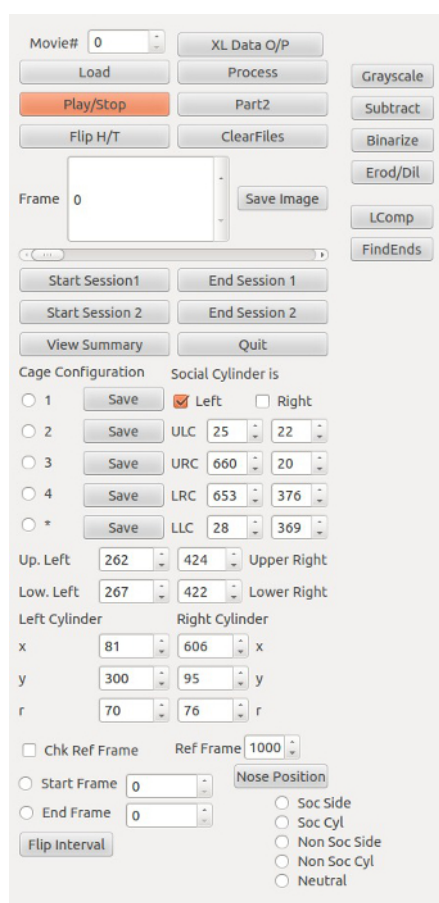 Movie# 0 XL Data O/P
Load Process Grayscale
Play/Stop Part2 Subtract
Flip H/T ClearFiles Binarize
Erod/Dil
Frame 0 Save Image
LComp
FindEnds
Start Session1 End Session 1
Start Session 2 End Session 2
View Summary Quit
Cage Configuration Social Cylinder is
1 Save Left Right
2 Save ULC 25 22
3 Save URC 660 20
4 Save LRC 653 376
* Save LLC 28 369
Up. Left 262 424 Upper Right
Low. Left 267 422 Lower Right
Left Cylinder Right Cylinder
x 81 606 x
y 300 95 y
r 70 76 r
Chk Ref Frame Ref Frame 1000
Start Frame 0 Nose Position
Soc Side
End Frame 0 Soc Cyl
Flip Interval Non Soc Side
Non Soc Cyl
Neutral